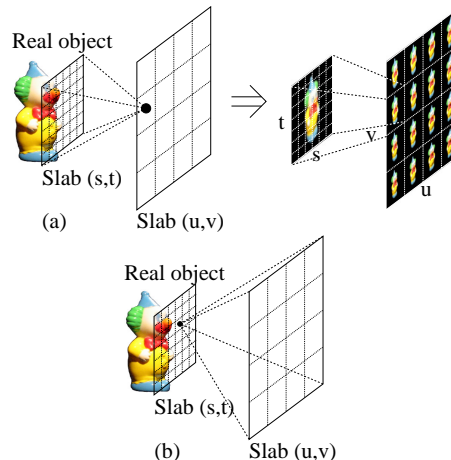 Real object
t
s
v
u
Slab (s,t)
(a)
Slab (u,v)
Real object
Slab (s,t)
(b)
Slab (u,v)